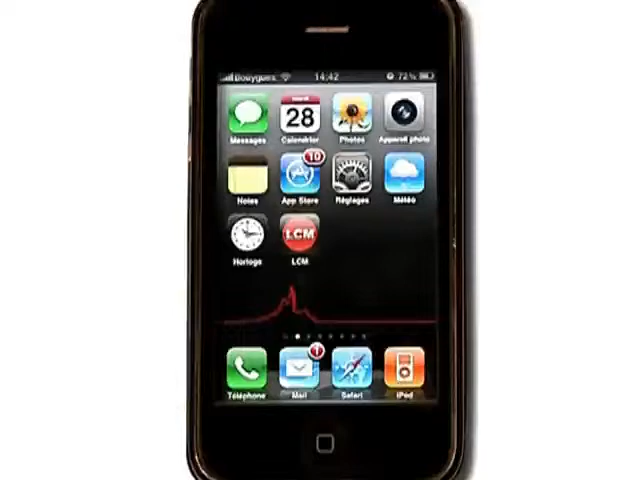 Bouygues 14:42 72%
28
Messages Calendrier Photos Appareil photo
10
Notes App Store Réglages Météo
LCM
Horloge LCM
1
Téléphone Mail Safari iPod